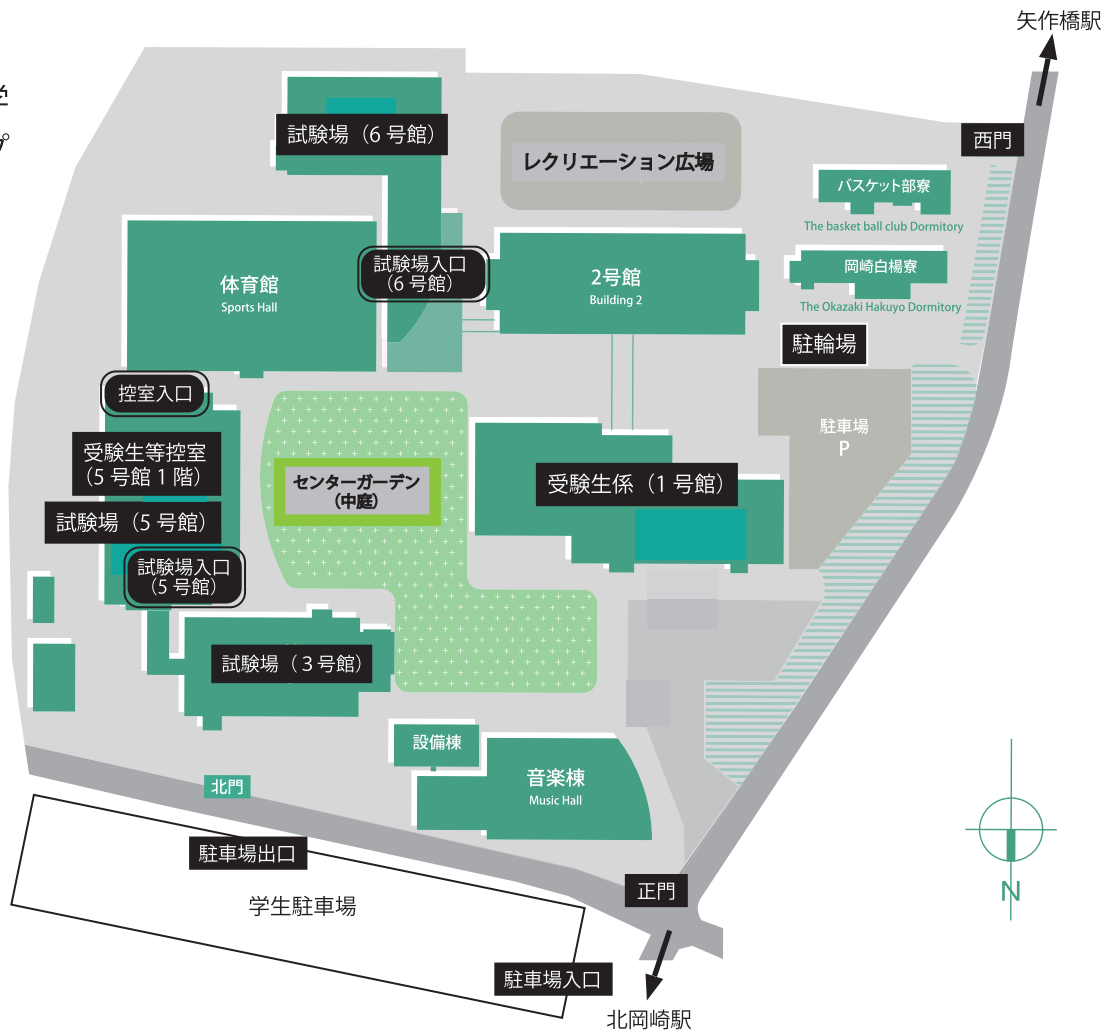 矢作橋駅
学
プ
西門
試験場（6 号館）
レクリエーション広場
バスケット部寮
The basket ball club Dormitory
岡崎白楊寮
The Okazaki Hakuyo Dormitory
体育館
Sports Hall
試験場入口
（6 号館）
2号館
Building 2
駐輪場
控室入口
駐車場
P
受験生等控室
（5 号館 1 階）
センターガーデン
（中庭）
受験生係（1 号館）
試験場（5 号館）
試験場入口
（5 号館）
試験場（3 号館）
設備棟
音楽棟
Music Hall
北門
駐車場出口
学生駐車場
正門
駐車場入口
北岡崎駅
N